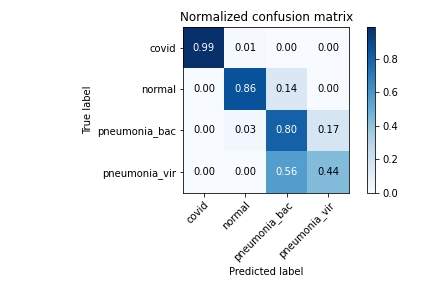 Normalized confusion matrix
True label
covid 0.99 0.01 0.00 0.00
normal 0.00 0.86 0.14 0.00
pneumonia_bac 0.00 0.03 0.80 0.17
pneumonia_vir 0.00 0.00 0.56 0.44
covid normal pneumonia_bac pneumonia_vir
Predicted label
0.8
0.6
0.4
0.2
0.0